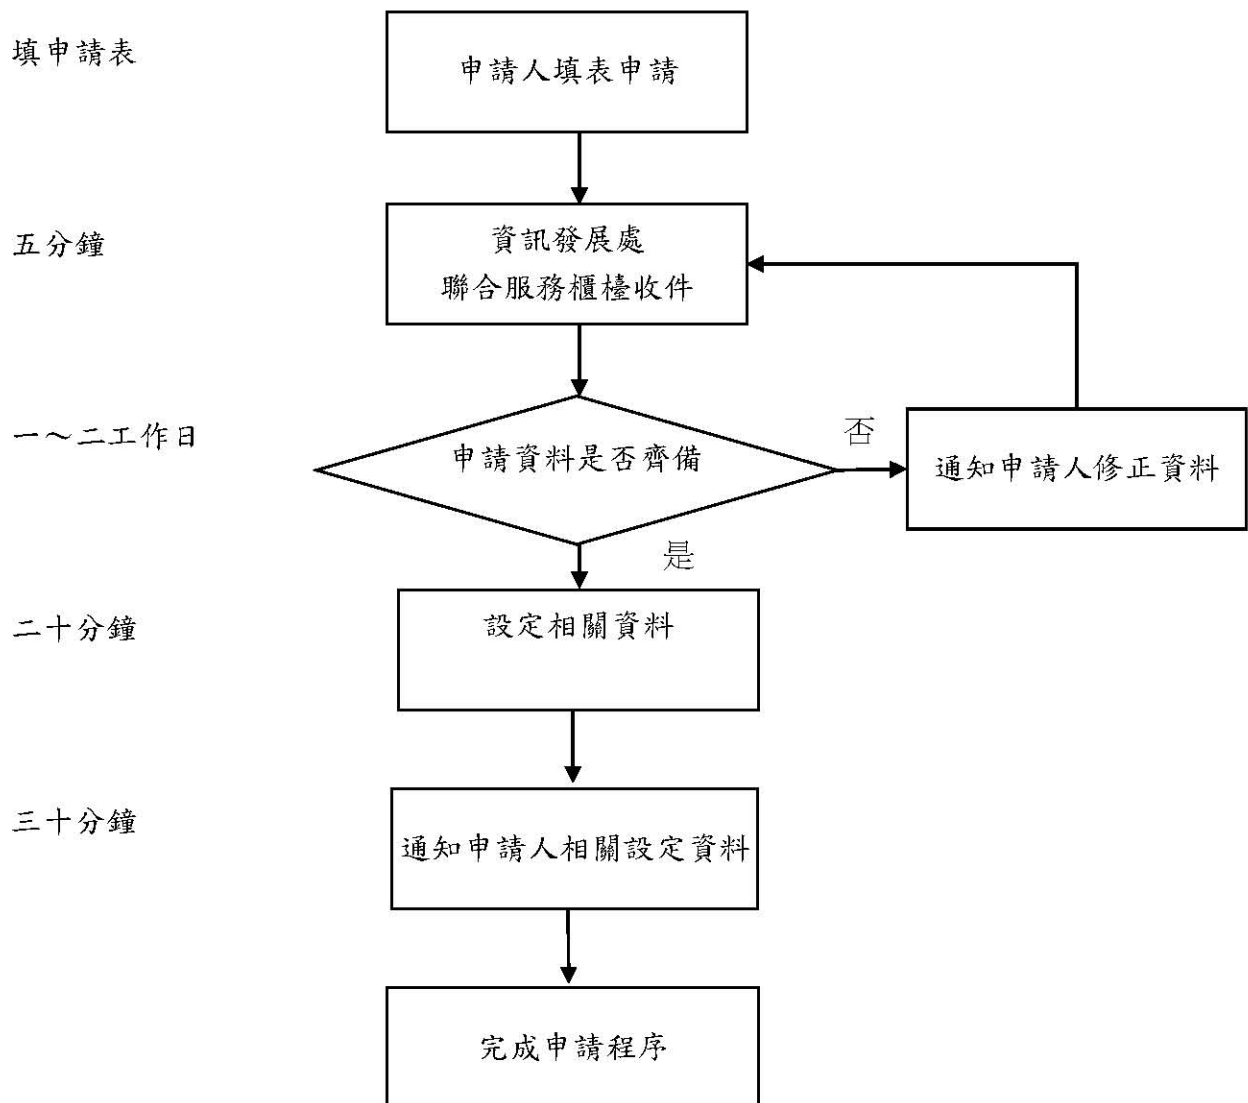 填申請表
申請人填表申請
五分鐘
資訊發展處
聯合服務櫃檯收件
一～二工作日
申請資料是否齊備
否
通知申請人修正資料
是
二十分鐘
設定相關資料
三十分鐘
通知申請人相關設定資料
完成申請程序